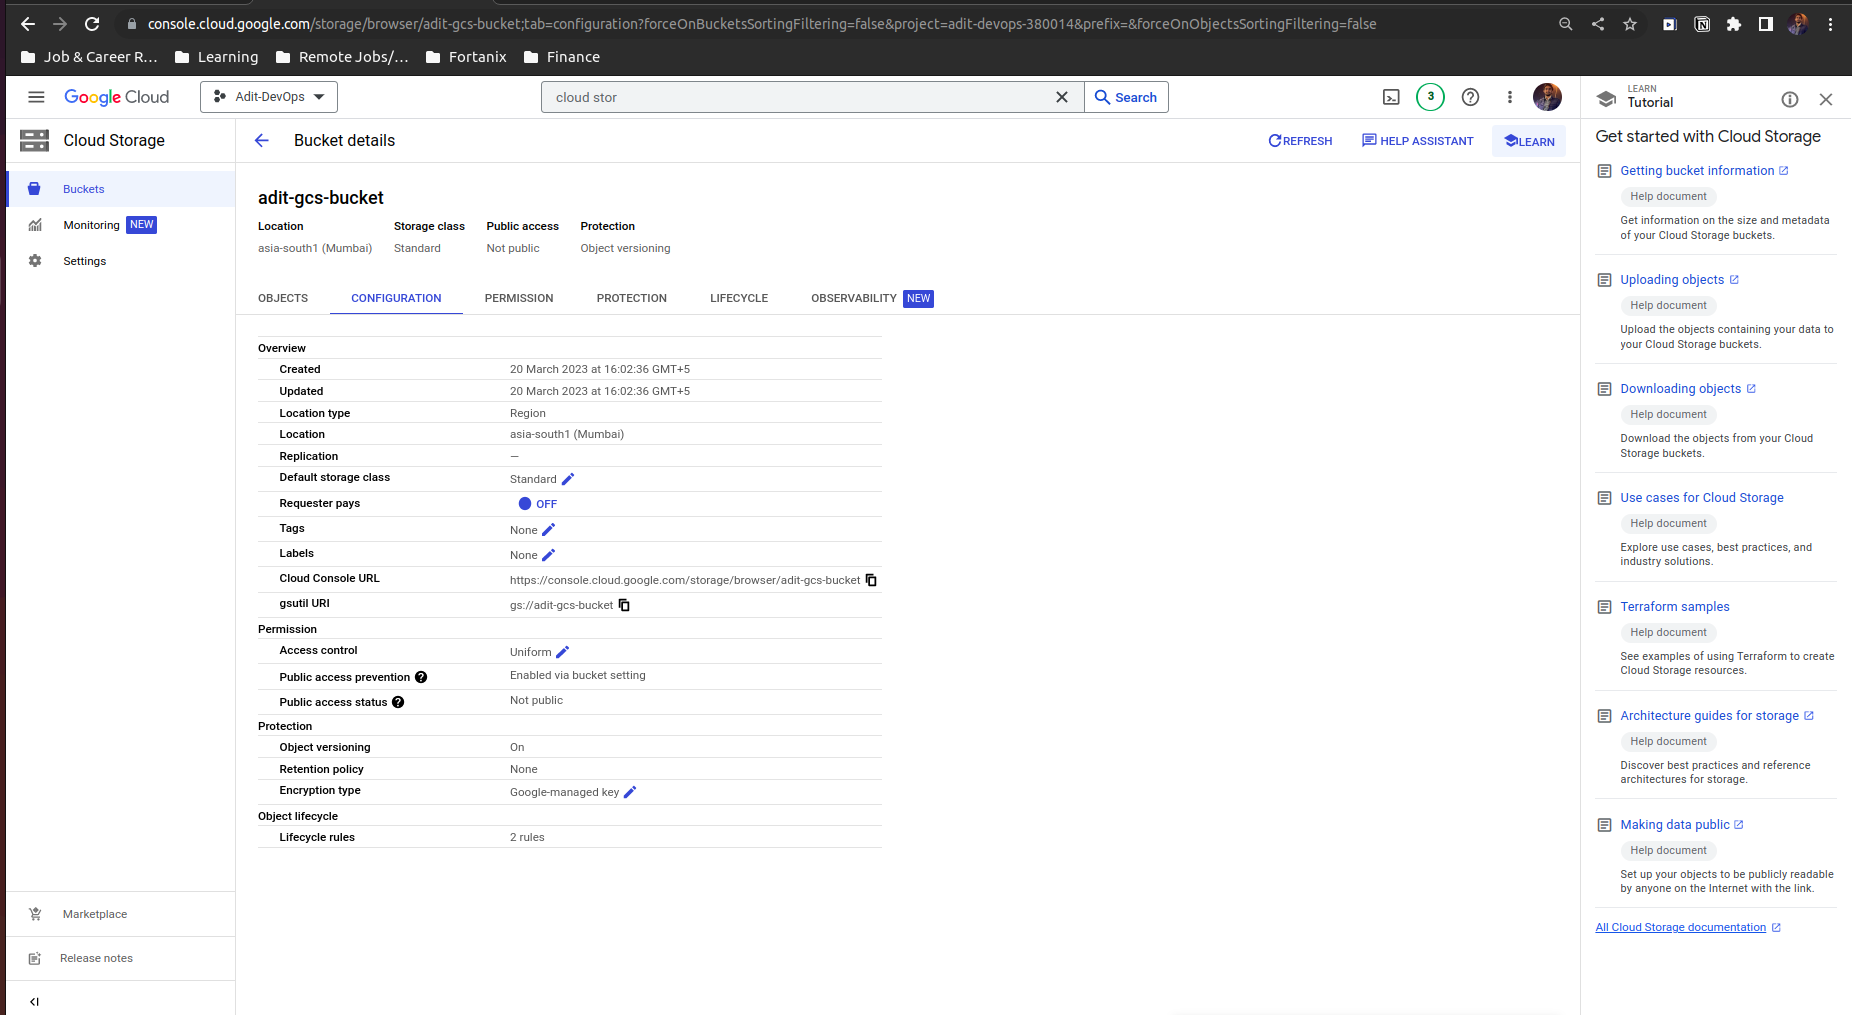 console.cloud.google.com/storage/browser/adit-gcs-bucket;tab=configuration?forceOnBucketsSortingFiltering=false&project=adit-devops-380014&prefix=&forceOnObjectsSortingFiltering=false
Job & Career R... Learning Remote Jobs/... Fortanix Finance
Google Cloud Adit-DevOps cloud stor Search 3
Cloud Storage
Buckets
Monitoring NEW
Settings
Marketplace
Release notes
Bucket details REFRESH HELP ASSISTANT LEARN
adit-gcs-bucket
Location Storage class Public access Protection
asia-south1 (Mumbai) Standard Not public Object versioning
OBJECTS CONFIGURATION PERMISSION PROTECTION LIFECYCLE OBSERVABILITY NEW
Overview
Created 20 March 2023 at 16:02:36 GMT+5
Updated 20 March 2023 at 16:02:36 GMT+5
Location type Region
Location asia-south1 (Mumbai)
Replication —
Default storage class Standard
Requester pays OFF
Tags None
Labels None
Cloud Console URL https://console.cloud.google.com/storage/browser/adit-gcs-bucket
gsutil URI gs://adit-gcs-bucket
Permission
Access control Uniform
Public access prevention Enabled via bucket setting
Public access status Not public
Protection
Object versioning On
Retention policy None
Encryption type Google-managed key
Object lifecycle
Lifecycle rules 2 rules
LEARN
Tutorial
Get started with Cloud Storage
Getting bucket information
Help document
Get information on the size and metadata
of your Cloud Storage buckets.
Uploading objects
Help document
Upload the objects containing your data to
your Cloud Storage buckets.
Downloading objects
Help document
Download the objects from your Cloud
Storage buckets.
Use cases for Cloud Storage
Help document
Explore use cases, best practices, and
industry solutions.
Terraform samples
Help document
See examples of using Terraform to create
Cloud Storage resources.
Architecture guides for storage
Help document
Discover best practices and reference
architectures for storage.
Making data public
Help document
Set up your objects to be publicly readable
by anyone on the Internet with the link.
All Cloud Storage documentation